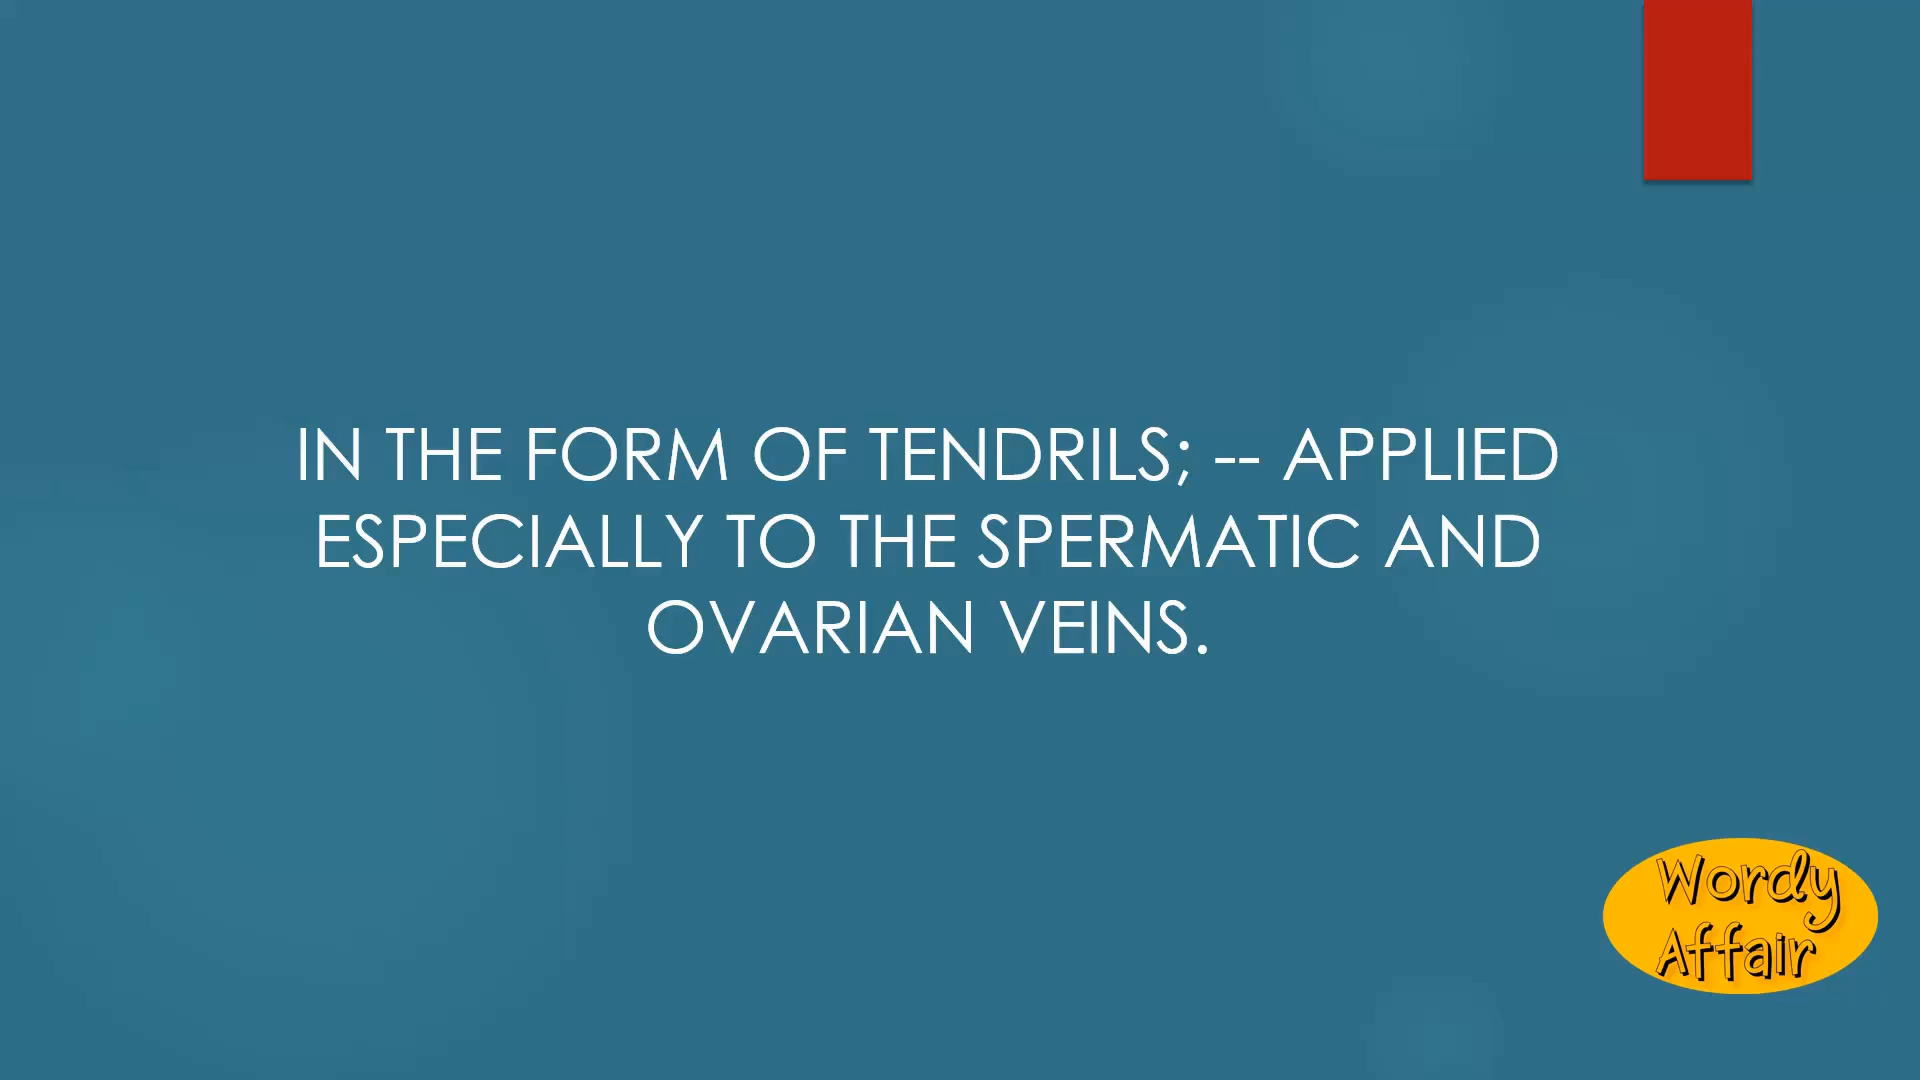 IN THE FORM OF TENDRILS; -- APPLIED
ESPECIALLY TO THE SPERMATIC AND
OVARIAN VEINS.
Wordy
Affair